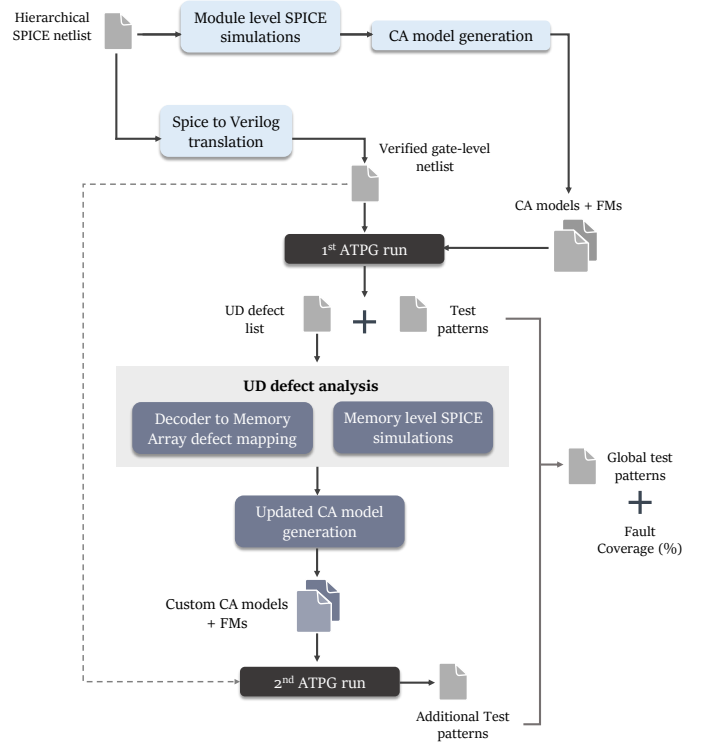 Hierarchical
SPICE netlist
Module level SPICE
simulations
CA model generation
Spice to Verilog
translation
Verified gate-level
netlist
CA models + FMs
1st ATPG run
UD defect
list
+
Test
patterns
UD defect analysis
Decoder to Memory
Array defect mapping
Memory level SPICE
simulations
Global test
patterns
+
Fault
Coverage (%)
Updated CA model
generation
Custom CA models
+ FMs
2nd ATPG run
Additional Test
patterns